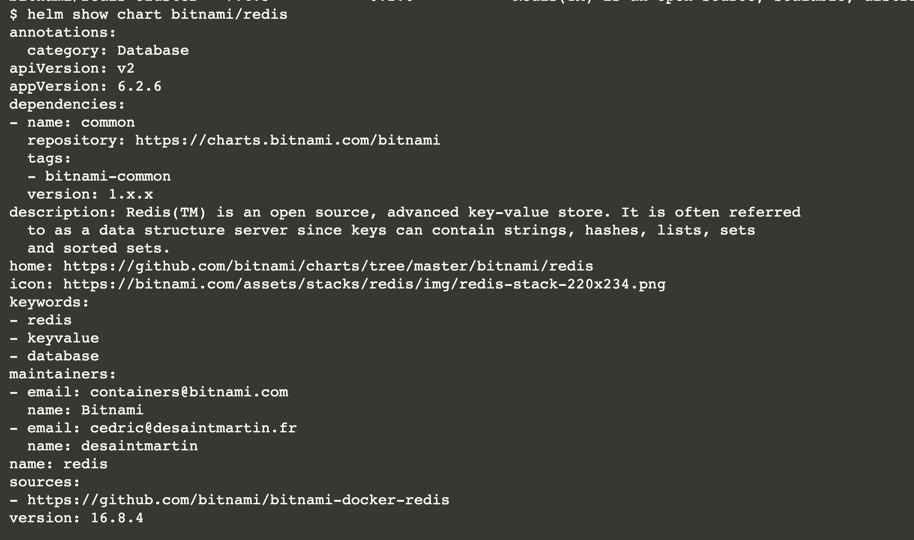 $ helm show chart bitnami/redis
annotations:
  category: Database
apiVersion: v2
appVersion: 6.2.6
dependencies:
- name: common
  repository: https://charts.bitnami.com/bitnami
  tags:
  - bitnami-common
  version: 1.x.x
description: Redis(TM) is an open source, advanced key-value store. It is often referred
  to as a data structure server since keys can contain strings, hashes, lists, sets
  and sorted sets.
home: https://github.com/bitnami/charts/tree/master/bitnami/redis
icon: https://bitnami.com/assets/stacks/redis/img/redis-stack-220x234.png
keywords:
- redis
- keyvalue
- database
maintainers:
- email: containers@bitnami.com
  name: Bitnami
- email: cedric@desaintmartin.fr
  name: desaintmartin
name: redis
sources:
- https://github.com/bitnami/bitnami-docker-redis
version: 16.8.4